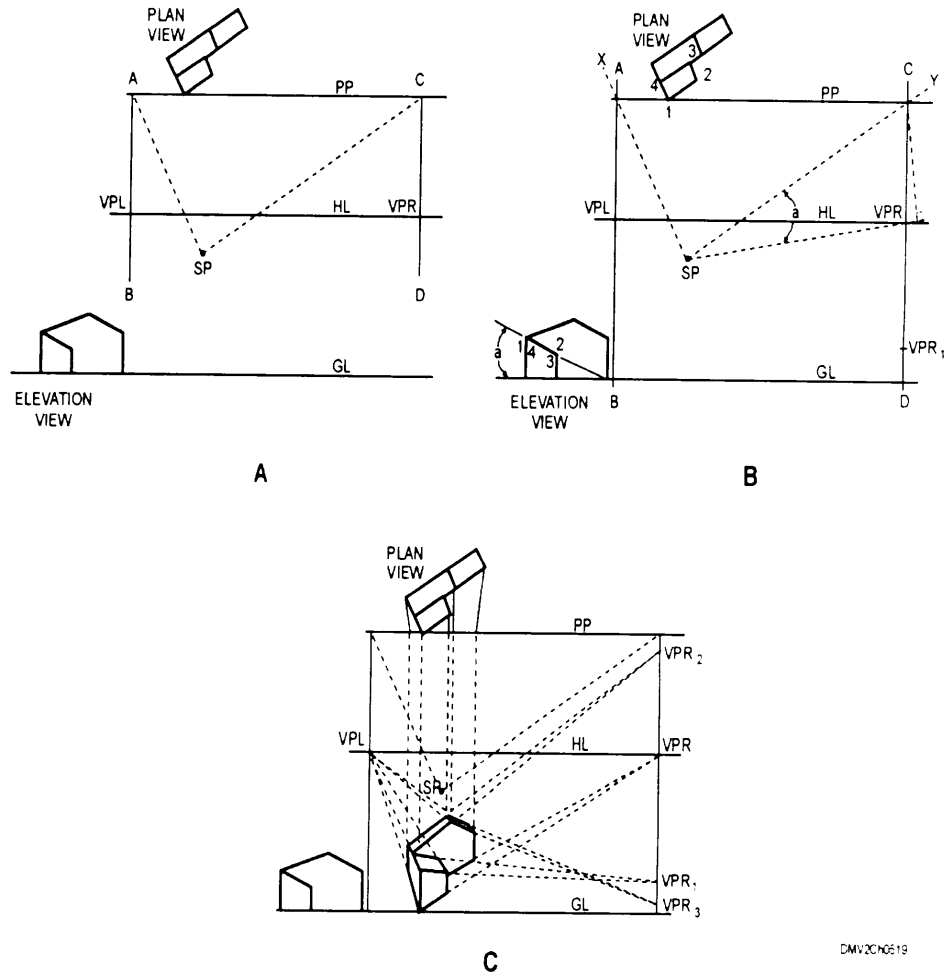 PLAN
VIEW
A
C
PP
VPL
HL
VPR
SP
B
D
GL
ELEVATION
VIEW
A
PLAN
VIEW
X
A
3
2
4
1
PP
C
Y
VPL
a
HL
VPR
SP
a
1
2
4
3
VPR1
GL
B
D
ELEVATION
VIEW
B
PLAN
VIEW
PP
VPR2
VPL
HL
VPR
SP
VPR1
GL
VPR3
C
DMV2Ch0619